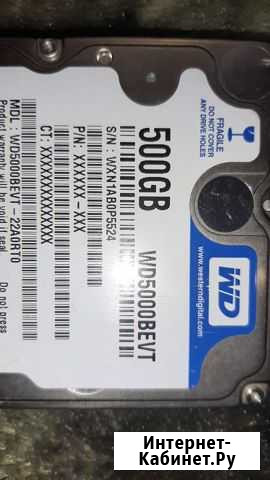 FRAGILE
DO NOT COVER
ANY DRIVE HOLES
WD
www.westerndigital.com
500GB
WD5000BEVT
S/N: WXN1AB0P5524
P/N: XXXXXX-XXX
CT: XXXXXXXXXXXXXX
MDL: WD5000BEVT - 22A0RT0
Product warranty will be void if seal
Do not press
Интернет-
Кабинет.Ру